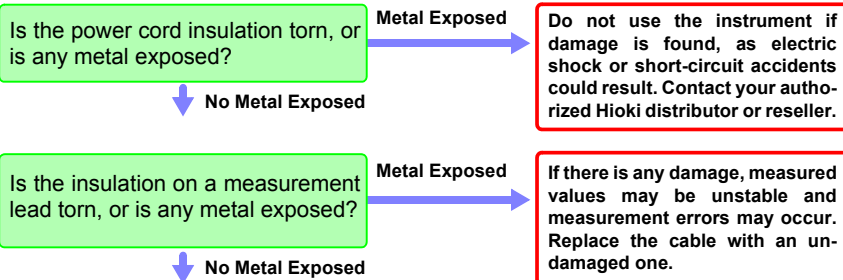 Is the power cord insulation torn, or
is any metal exposed?
Metal Exposed
Do not use the instrument if
damage is found, as electric
shock or short-circuit accidents
could result. Contact your autho-
rized Hioki distributor or reseller.
No Metal Exposed
Is the insulation on a measurement
lead torn, or is any metal exposed?
Metal Exposed
If there is any damage, measured
values may be unstable and
measurement errors may occur.
Replace the cable with an un-
damaged one.
No Metal Exposed